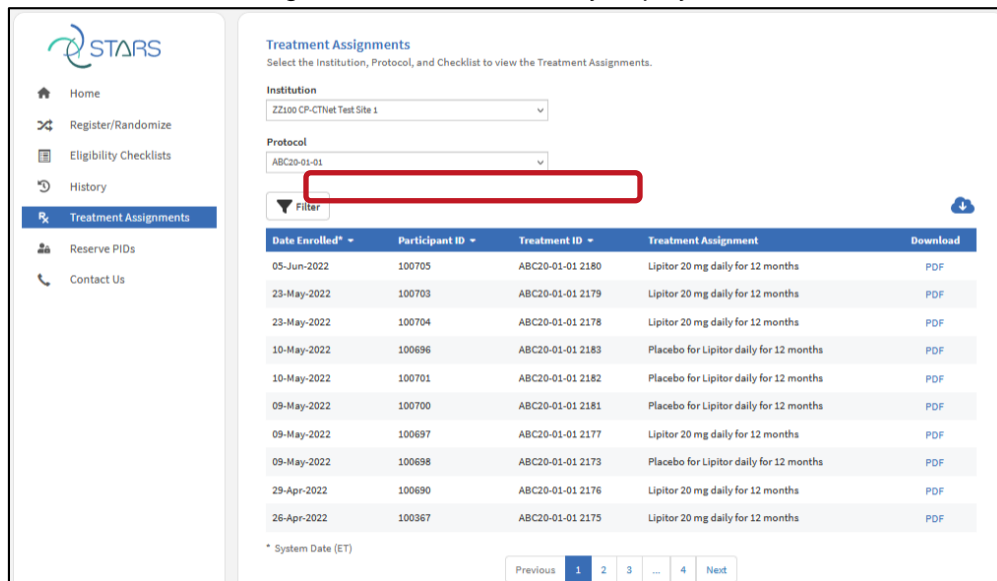 STARS
Home
Register/Randomize
Eligibility Checklists
History
Rx Treatment Assignments
Reserve PIDs
Contact Us
Treatment Assignments
Select the Institution, Protocol, and Checklist to view the Treatment Assignments.
Institution
ZZ100 CP-CTNet Test Site 1
Protocol
ABC20-01-01
Filter
Date Enrolled* Participant ID Treatment ID Treatment Assignment Download
05-Jun-2022 100705 ABC20-01-01 2180 Lipitor 20 mg daily for 12 months PDF
23-May-2022 100703 ABC20-01-01 2179 Lipitor 20 mg daily for 12 months PDF
23-May-2022 100704 ABC20-01-01 2178 Lipitor 20 mg daily for 12 months PDF
10-May-2022 100696 ABC20-01-01 2183 Placebo for Lipitor daily for 12 months PDF
10-May-2022 100701 ABC20-01-01 2182 Placebo for Lipitor daily for 12 months PDF
09-May-2022 100700 ABC20-01-01 2181 Placebo for Lipitor daily for 12 months PDF
09-May-2022 100697 ABC20-01-01 2177 Lipitor 20 mg daily for 12 months PDF
09-May-2022 100698 ABC20-01-01 2173 Placebo for Lipitor daily for 12 months PDF
29-Apr-2022 100690 ABC20-01-01 2176 Lipitor 20 mg daily for 12 months PDF
26-Apr-2022 100367 ABC20-01-01 2175 Lipitor 20 mg daily for 12 months PDF
* System Date (ET)
Previous 1 2 3 ... 4 Next